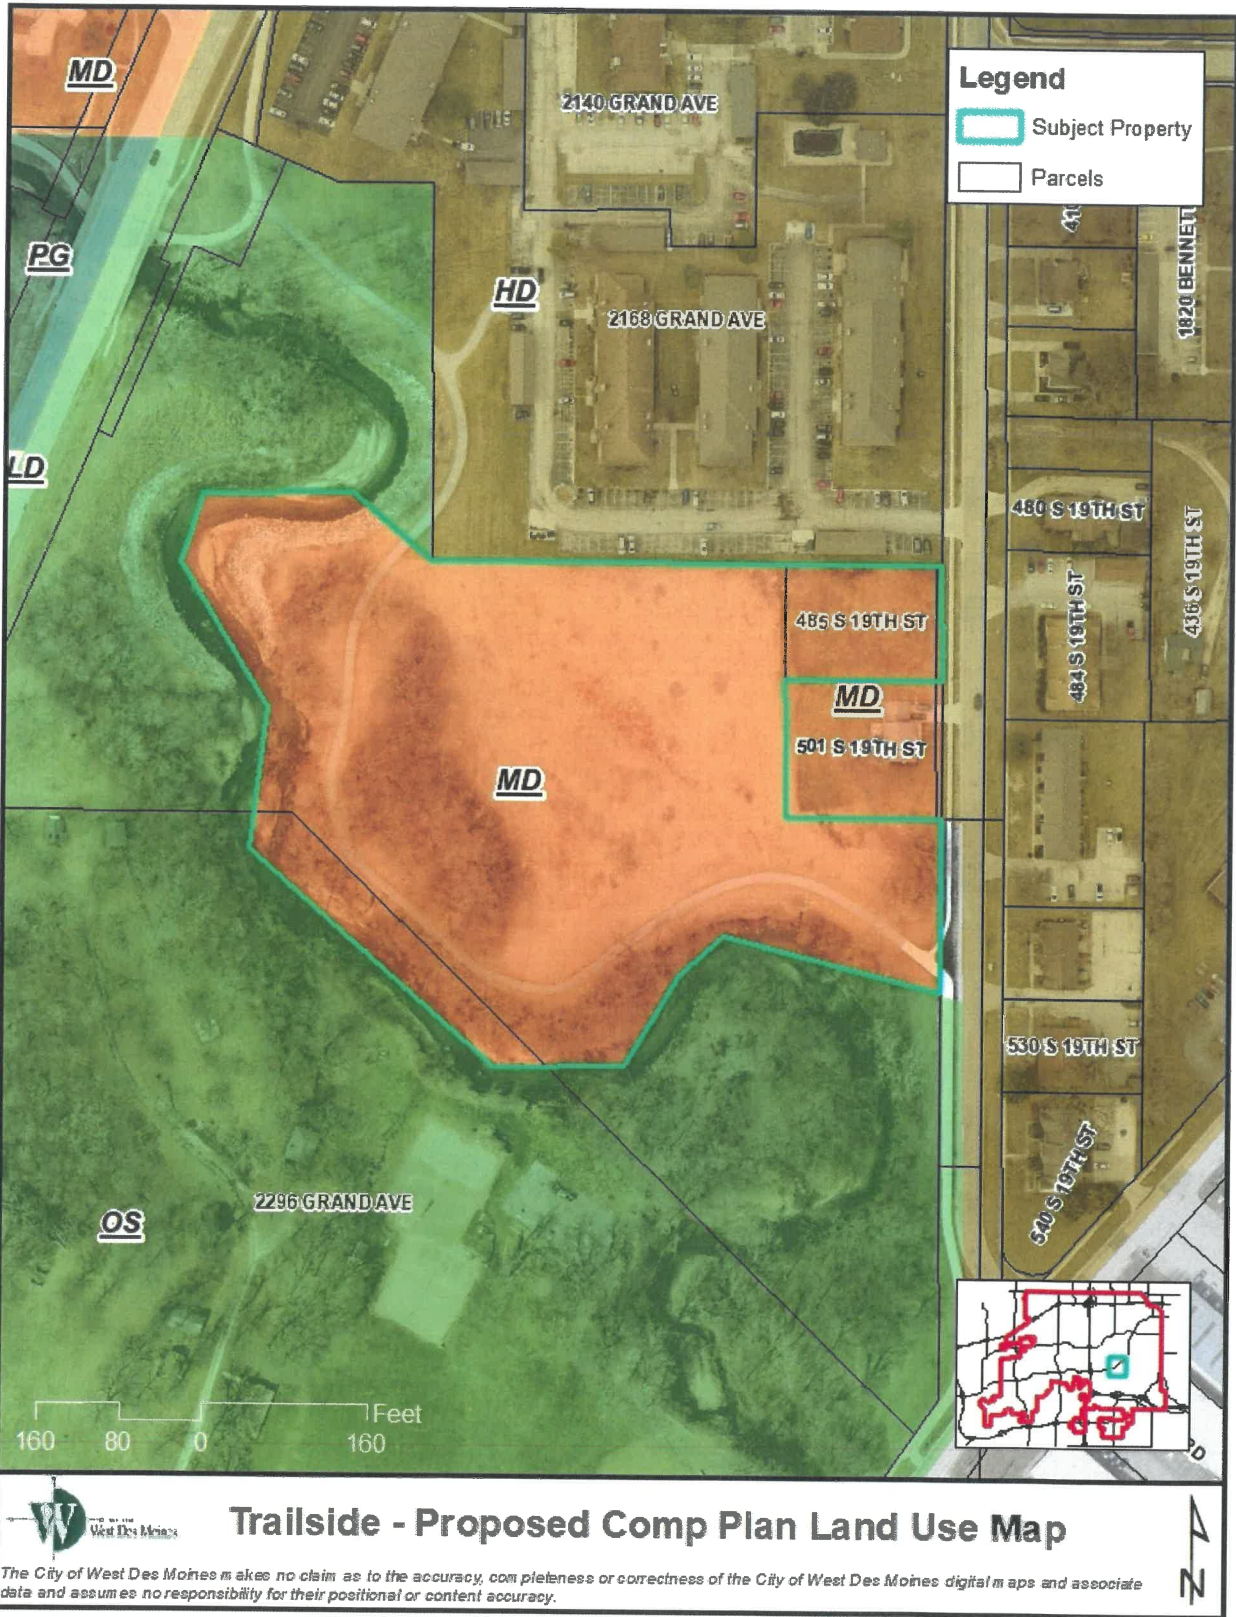 MD
2140 GRAND AVE
Legend
Subject Property
Parcels
PG
HD
2168 GRAND AVE
1820 BENNETT
LD
480 S 19TH ST
436 S 19TH ST
484 S 19TH ST
485 S 19TH ST
MD
501 S 19TH ST
MD
530 S 19TH ST
540 S 19TH ST
2296 GRAND AVE
OS
Feet
160 80 0 160
RD
W
West Des Moines
Trailside - Proposed Comp Plan Land Use Map
N
The City of West Des Moines makes no claim as to the accuracy, completeness or correctness of the City of West Des Moines digital maps and associate
data and assumes no responsibility for their positional or content accuracy.